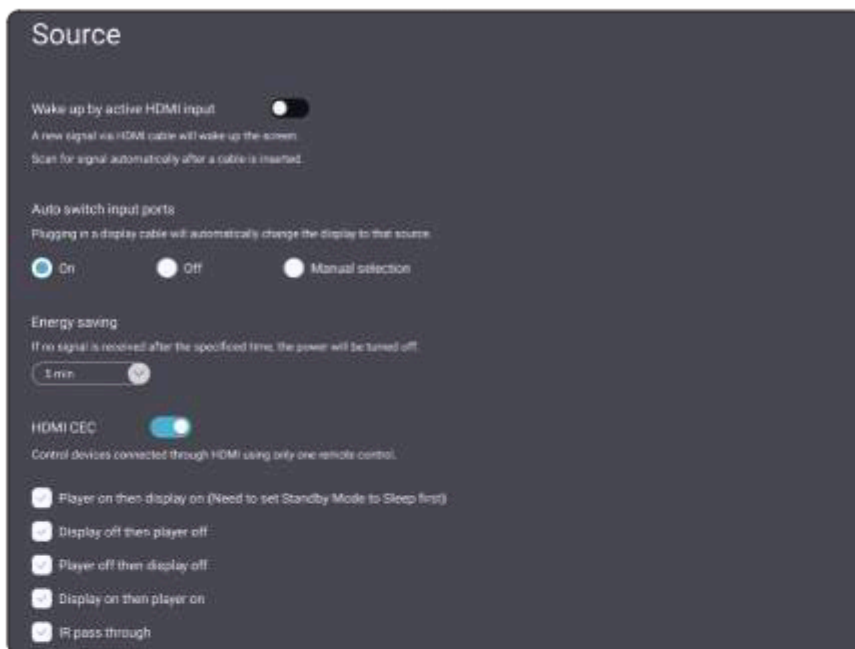 Source
Wake up by active HDMI input
A new signal via HDMI cable will wake up the screen.
Scan for signal automatically after a cable is inserted.
Auto switch input ports
Plugging in a display cable will automatically change the display to that source.
On Off Manual selection
Energy saving
If no signal is received after the specificed time, the power will be turned off.
min
HDMI CEC
Control devices connected through HDMI using only one remote control.
Player on then display on (Need to set Standby Mode to Sleep first)
Display off then player off
Player off then display off
Display on then player on
IR pass through